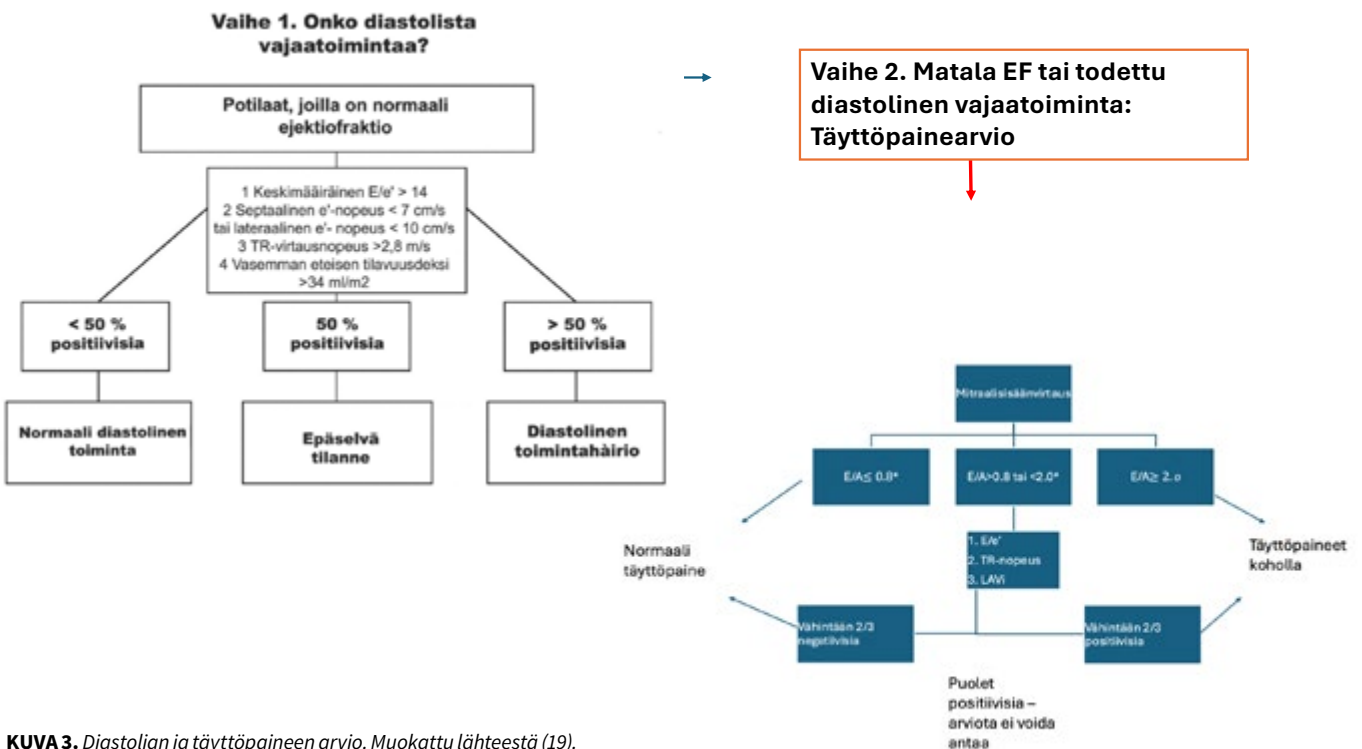 Vaihe 1. Onko diastolista
vajaatoimintaa?
Potilaat, joilla on normaali
ejektiofraktio
1 Keskimääiräinen E/e' > 14
2 Septaalinen e'-nopeus < 7 cm/s
tai lateraalinen e'- nopeus < 10 cm/s
3 TR-virtausnopeus >2,8 m/s
4 Vasemman eteisen tilavuusdeksi
>34 ml/m2
< 50 %
positiivisia
50 %
positiivisia
> 50 %
positiivisia
Normaali diastolinen
toiminta
Epäselvä
tilanne
Diastolinen
toimintahàirio
Vaihe 2. Matala EF tai todettu
diastolinen vajaatoiminta:
Täyttöpainearvio
Mitraalisisäänvirtaus
E/A≤ 0.8*
E/A>0.8 tai <2.0*
E/A≥ 2.o
1. E/e'
2. TR-nopeus
3. LAVi
Normaali
täyttöpaine
Täyttöpaineet
koholla
Vähintään 2/3
negatiivisia
Vähintään 2/3
positiivisia
Puolet
positiivisia –
arviota ei voida
antaa
KUVA 3. Diastolian ja täyttöpaineen arvio. Muokattu lähteestä (19).